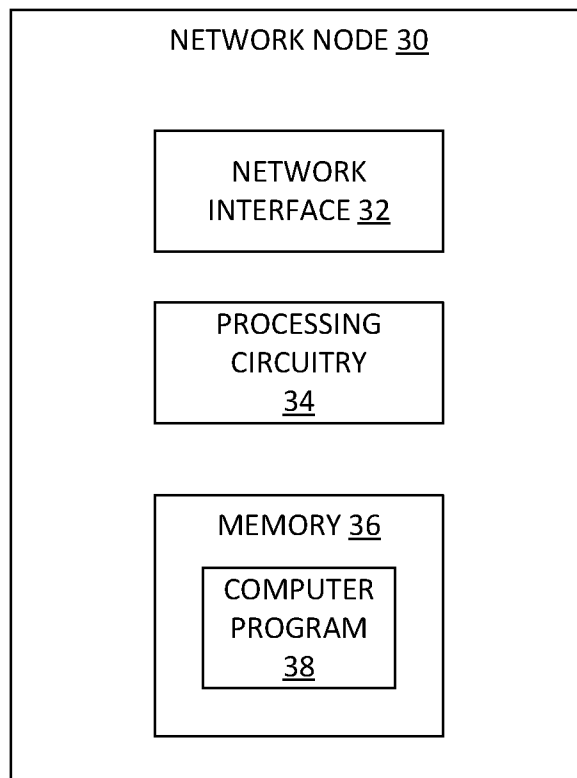 NETWORK NODE 30
NETWORK
INTERFACE 32
PROCESSING
CIRCUITRY
34
MEMORY 36
COMPUTER
PROGRAM
38